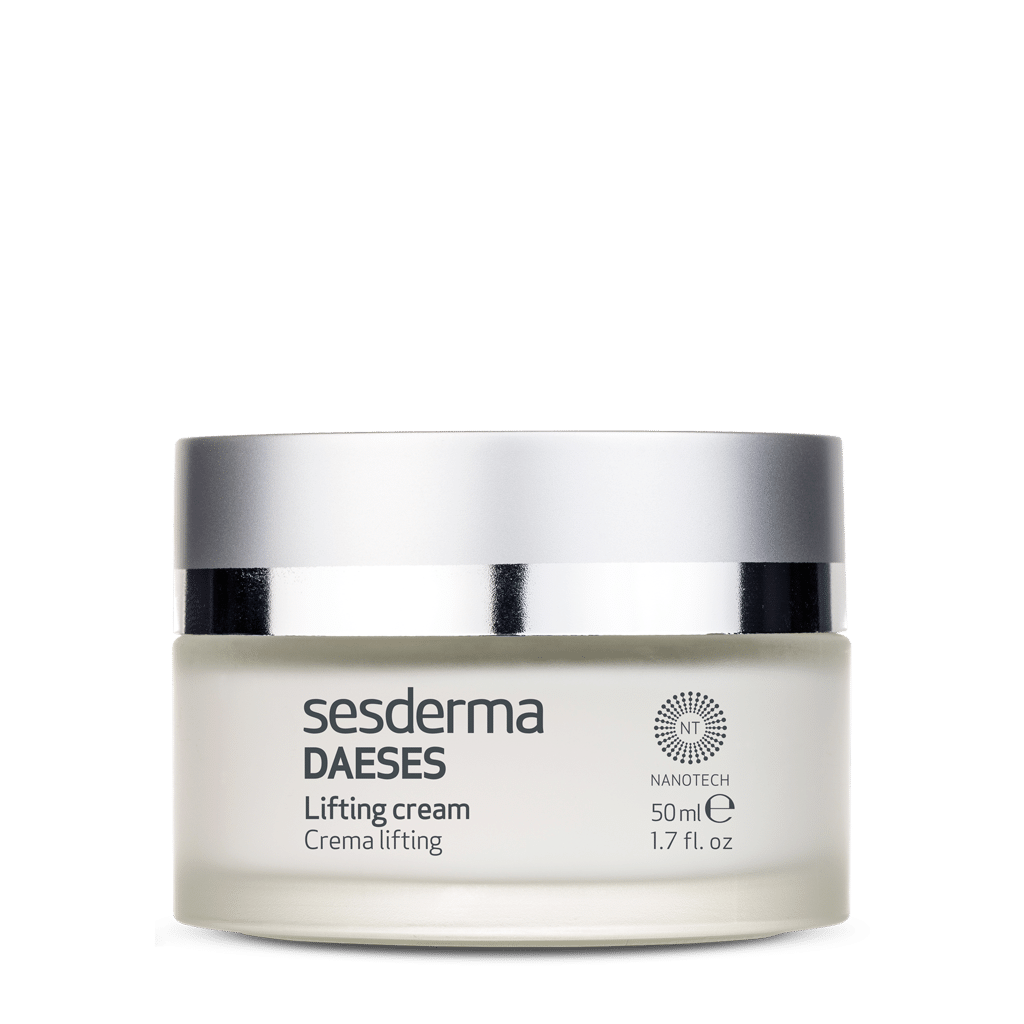 sesderma
DAESES
Lifting cream
Crema lifting
NT
NANOTECH
50 ml ℮
1.7 fl. oz